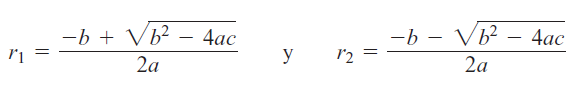 r₁ = (-b + √(b² - 4ac)) / 2a y r₂ = (-b - √(b² - 4ac)) / 2a